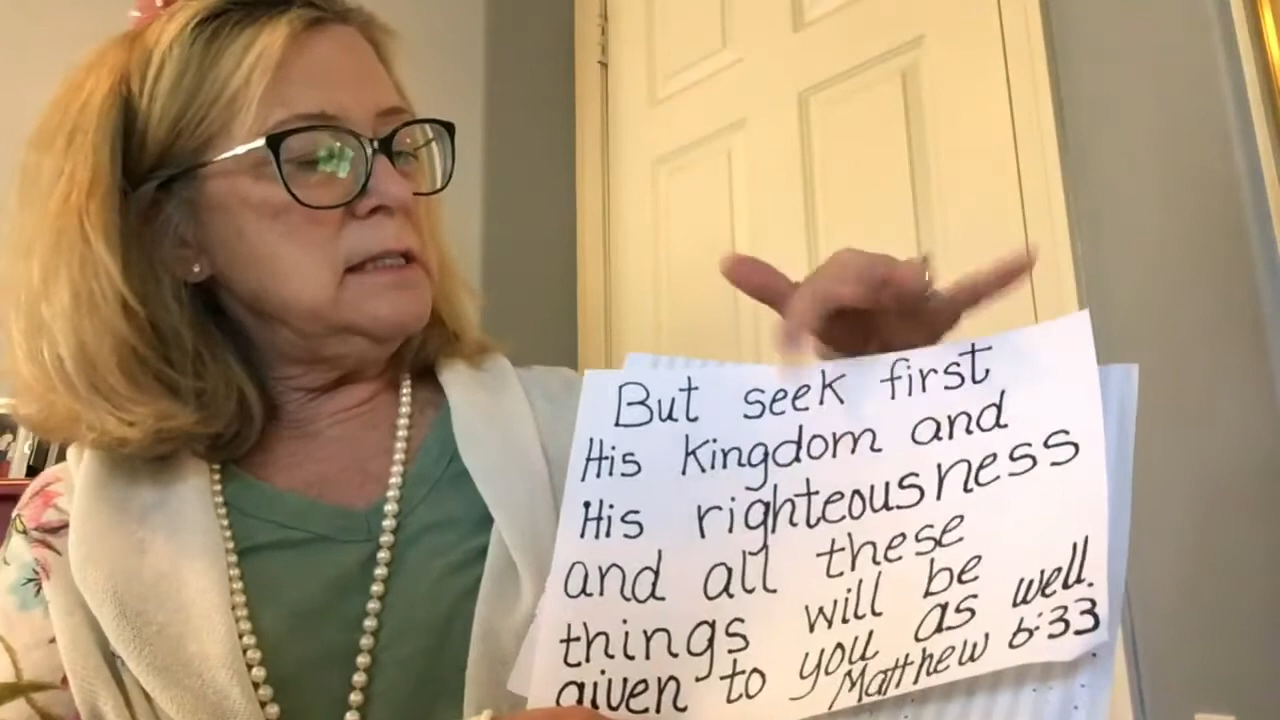 But seek first
His kingdom and
His righteousness
and all these
things will be
given to you as well.
Matthew 6:33